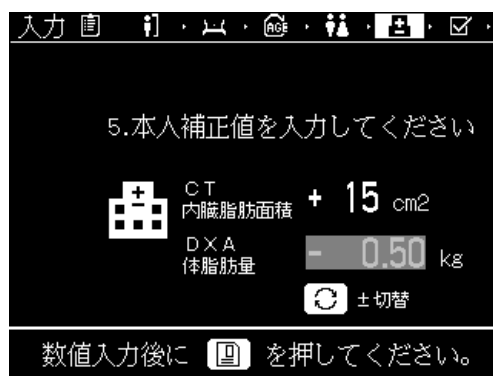 入力 AGE
5.本人補正値を入力してください
CT
内臓脂肪面積 + 15 cm2
DXA
体脂肪量 - 0.50 kg
±切替
数値入力後に を押してください。